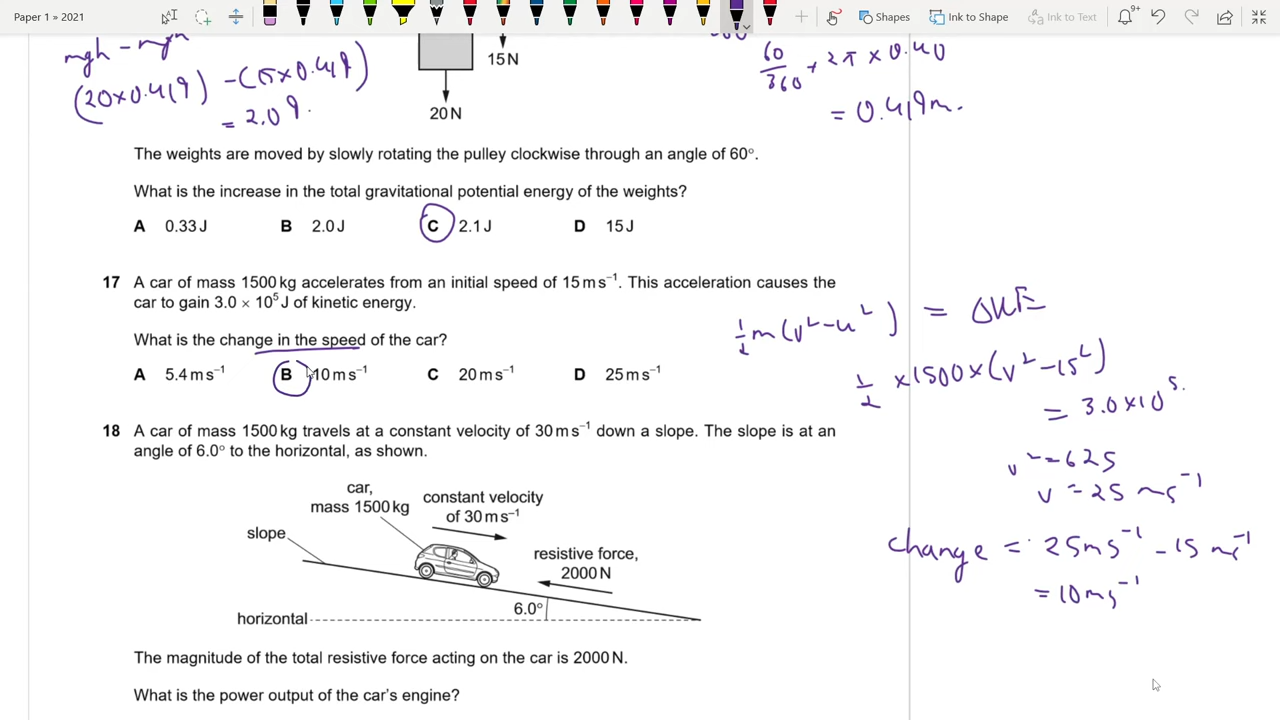 Paper 1 » 2021
Shapes
Ink to Shape
Ink to Text
9+
mgh - mgh
(20×0.419) - (15×0.419)
= 2.09.
15 N
20 N
60
360
× 2π × 0.40
= 0.419m.
The weights are moved by slowly rotating the pulley clockwise through an angle of 60°.
What is the increase in the total gravitational potential energy of the weights?
A 0.33 J B 2.0 J C 2.1 J D 15 J
17 A car of mass 1500 kg accelerates from an initial speed of 15 m s⁻¹. This acceleration causes the
car to gain 3.0 × 10⁵ J of kinetic energy.
What is the change in the speed of the car?
A 5.4 m s⁻¹ B 10 m s⁻¹ C 20 m s⁻¹ D 25 m s⁻¹
½m(v²-u²) = ΔKE
½ ×1500×(v²-15²)
= 3.0×10⁵.
v²=625
v = 25 ms⁻¹
change = 25ms⁻¹ - 15 ms⁻¹
= 10ms⁻¹
18 A car of mass 1500 kg travels at a constant velocity of 30 m s⁻¹ down a slope. The slope is at an
angle of 6.0° to the horizontal, as shown.
car,
mass 1500 kg
constant velocity
of 30 m s⁻¹
slope
resistive force,
2000 N
6.0°
horizontal
The magnitude of the total resistive force acting on the car is 2000 N.
What is the power output of the car's engine?